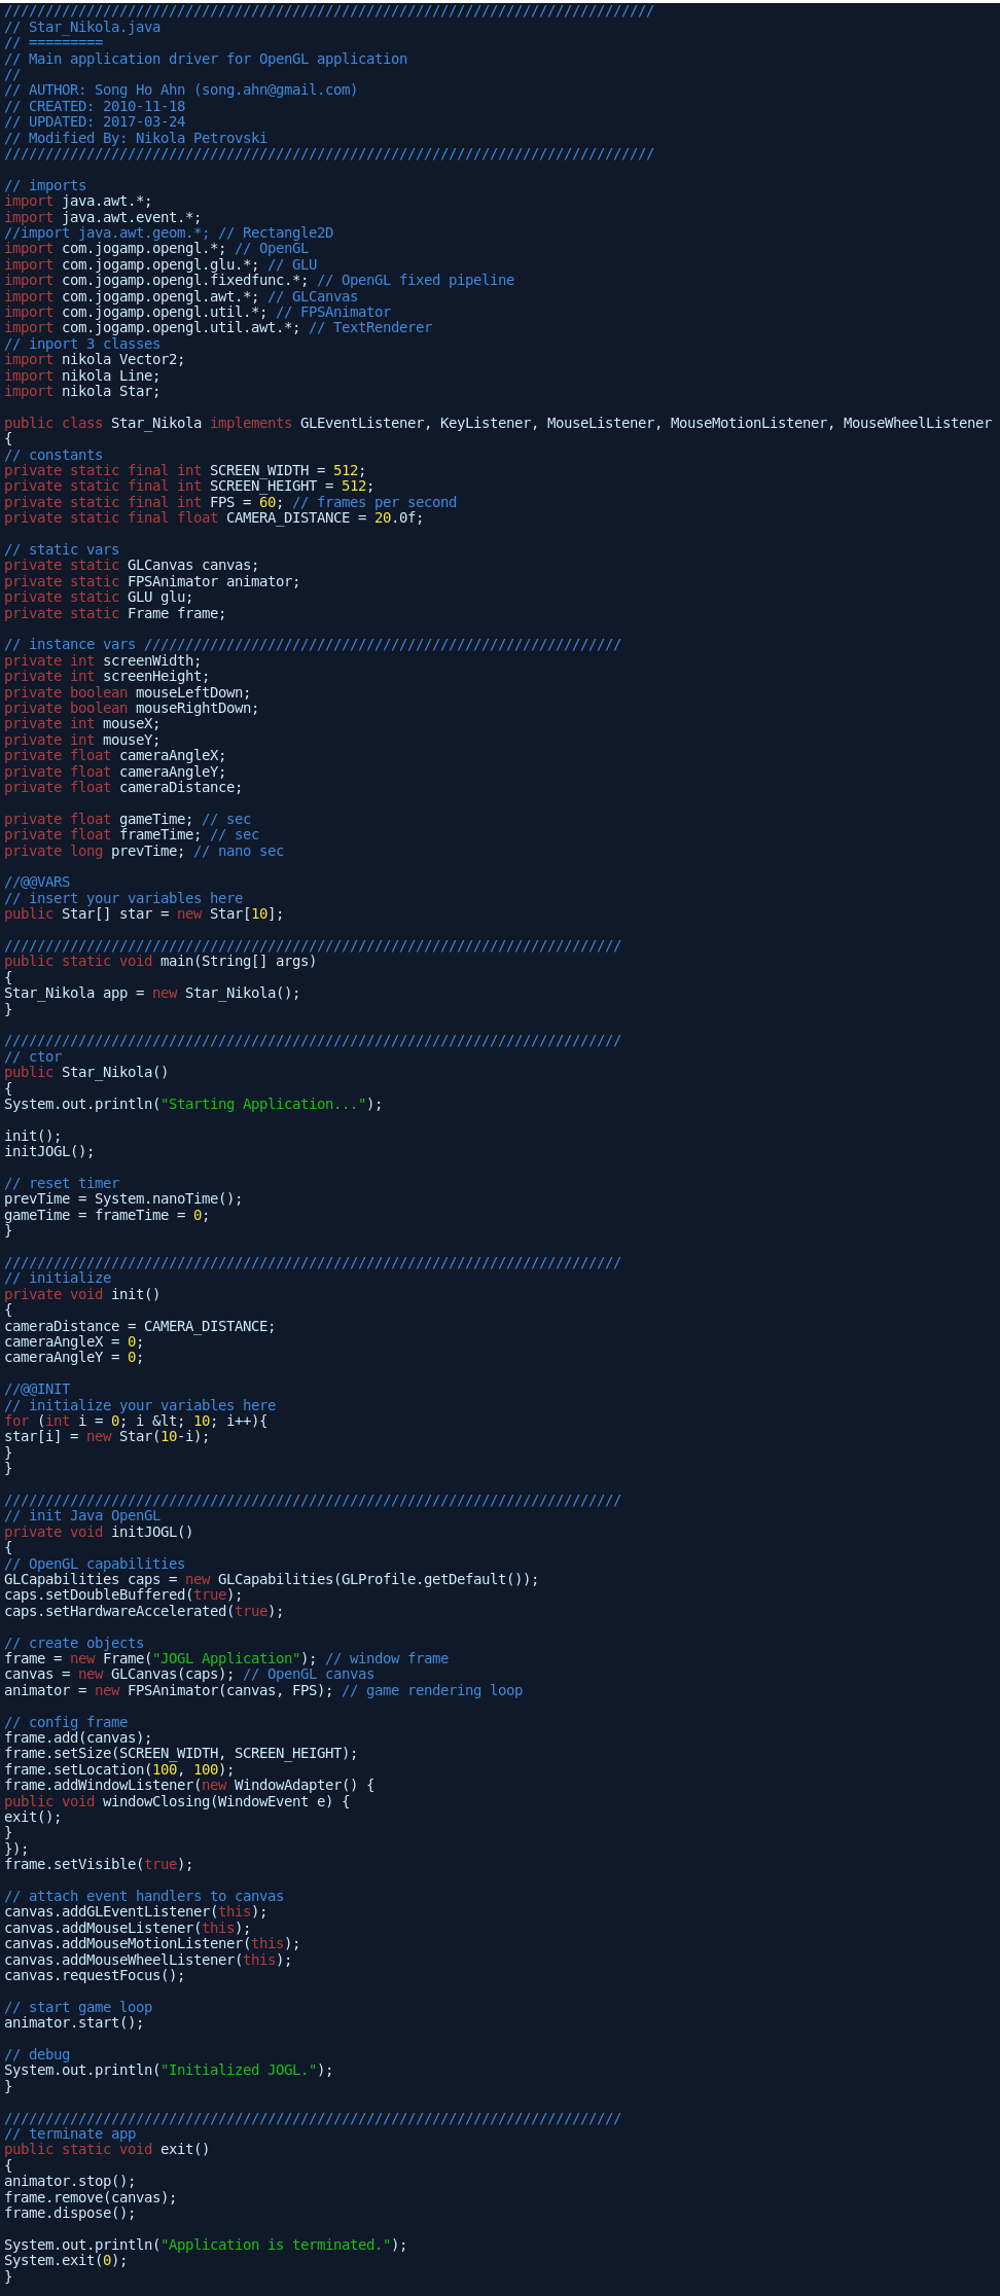 ///////////////////////////////////////////////////////////////////////////////
// Star_Nikola.java
// =========
// Main application driver for OpenGL application
//
// AUTHOR: Song Ho Ahn (song.ahn@gmail.com)
// CREATED: 2010-11-18
// UPDATED: 2017-03-24
// Modified By: Nikola Petrovski
///////////////////////////////////////////////////////////////////////////////
// imports
import java.awt.*;
import java.awt.event.*;
//import java.awt.geom.*; // Rectangle2D
import com.jogamp.opengl.*; // OpenGL
import com.jogamp.opengl.glu.*; // GLU
import com.jogamp.opengl.fixedfunc.*; // OpenGL fixed pipeline
import com.jogamp.opengl.awt.*; // GLCanvas
import com.jogamp.opengl.util.*; // FPSAnimator
import com.jogamp.opengl.util.awt.*; // TextRenderer
// inport 3 classes
import nikola Vector2;
import nikola Line;
import nikola Star;
public class Star_Nikola implements GLEventListener, KeyListener, MouseListener, MouseMotionListener, MouseWheelListener
{
// constants
private static final int SCREEN_WIDTH = 512;
private static final int SCREEN_HEIGHT = 512;
private static final int FPS = 60; // frames per second
private static final float CAMERA_DISTANCE = 20.0f;
// static vars
private static GLCanvas canvas;
private static FPSAnimator animator;
private static GLU glu;
private static Frame frame;
// instance vars //////////////////////////////////////////////////////////
private int screenWidth;
private int screenHeight;
private boolean mouseLeftDown;
private boolean mouseRightDown;
private int mouseX;
private int mouseY;
private float cameraAngleX;
private float cameraAngleY;
private float cameraDistance;
private float gameTime; // sec
private float frameTime; // sec
private long prevTime; // nano sec
//@@VARS
// insert your variables here
public Star[] star = new Star[10];
///////////////////////////////////////////////////////////////////////////
public static void main(String[] args)
{
Star_Nikola app = new Star_Nikola();
}
///////////////////////////////////////////////////////////////////////////
// ctor
public Star_Nikola()
{
System.out.println("Starting Application...");
init();
initJOGL();
// reset timer
prevTime = System.nanoTime();
gameTime = frameTime = 0;
}
///////////////////////////////////////////////////////////////////////////
// initialize
private void init()
{
cameraDistance = CAMERA_DISTANCE;
cameraAngleX = 0;
cameraAngleY = 0;
//@@INIT
// initialize your variables here
for (int i = 0; i &lt; 10; i++){
star[i] = new Star(10-i);
}
}
///////////////////////////////////////////////////////////////////////////
// init Java OpenGL
private void initJOGL()
{
// OpenGL capabilities
GLCapabilities caps = new GLCapabilities(GLProfile.getDefault());
caps.setDoubleBuffered(true);
caps.setHardwareAccelerated(true);
// create objects
frame = new Frame("JOGL Application"); // window frame
canvas = new GLCanvas(caps); // OpenGL canvas
animator = new FPSAnimator(canvas, FPS); // game rendering loop
// config frame
frame.add(canvas);
frame.setSize(SCREEN_WIDTH, SCREEN_HEIGHT);
frame.setLocation(100, 100);
frame.addWindowListener(new WindowAdapter() {
public void windowClosing(WindowEvent e) {
exit();
}
});
frame.setVisible(true);
// attach event handlers to canvas
canvas.addGLEventListener(this);
canvas.addMouseListener(this);
canvas.addMouseMotionListener(this);
canvas.addMouseWheelListener(this);
canvas.requestFocus();
// start game loop
animator.start();
// debug
System.out.println("Initialized JOGL.");
}
///////////////////////////////////////////////////////////////////////////
// terminate app
public static void exit()
{
animator.stop();
frame.remove(canvas);
frame.dispose();
System.out.println("Application is terminated.");
System.exit(0);
}